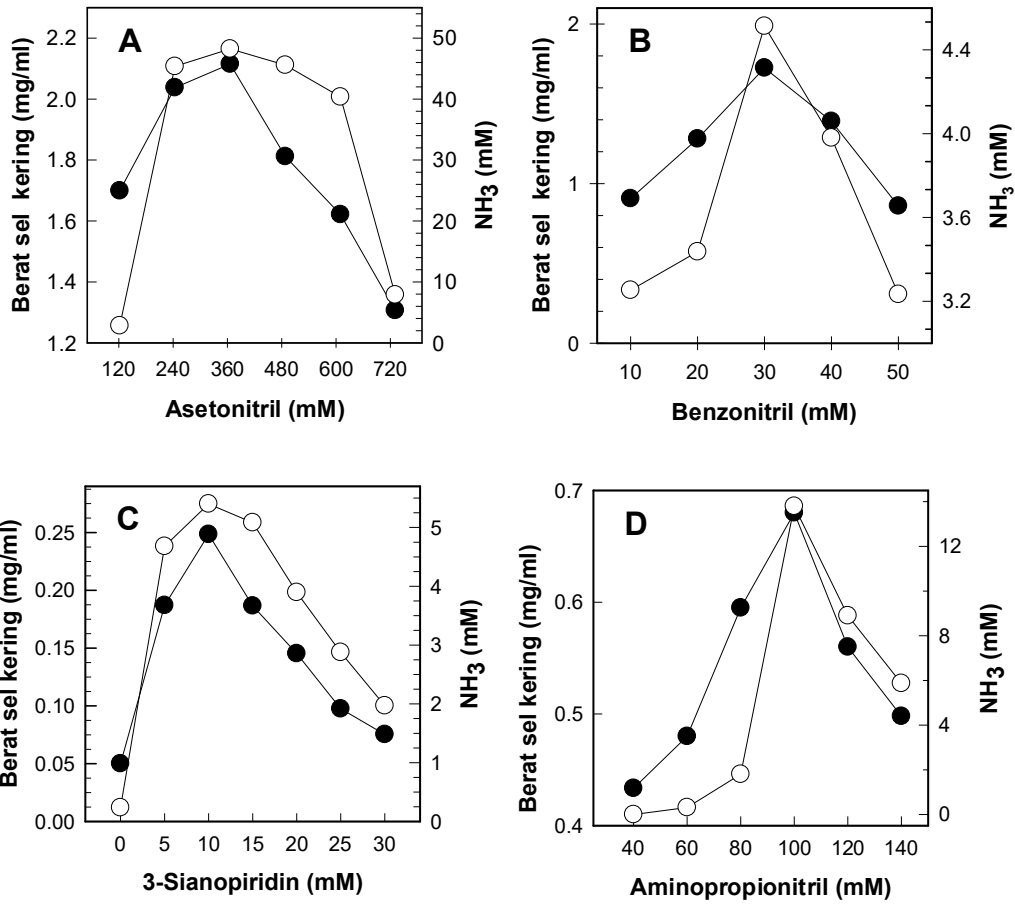 A
Berat sel kering (mg/ml)
2.2
2.0
1.8
1.6
1.4
1.2
50
40
30
20
10
0
NH3 (mM)
120 240 360 480 600 720
Asetonitril (mM)
B
Berat sel kering (mg/ml)
2
1
0
4.4
4.0
3.6
3.2
NH3 (mM)
10 20 30 40 50
Benzonitril (mM)
C
Berat sel kering (mg/ml)
0.25
0.20
0.15
0.10
0.05
0.00
5
4
3
2
1
0
NH3 (mM)
0 5 10 15 20 25 30
3-Sianopiridin (mM)
D
Berat sel kering (mg/ml)
0.7
0.6
0.5
0.4
12
8
4
0
NH3 (mM)
40 60 80 100 120 140
Aminopropionitril (mM)